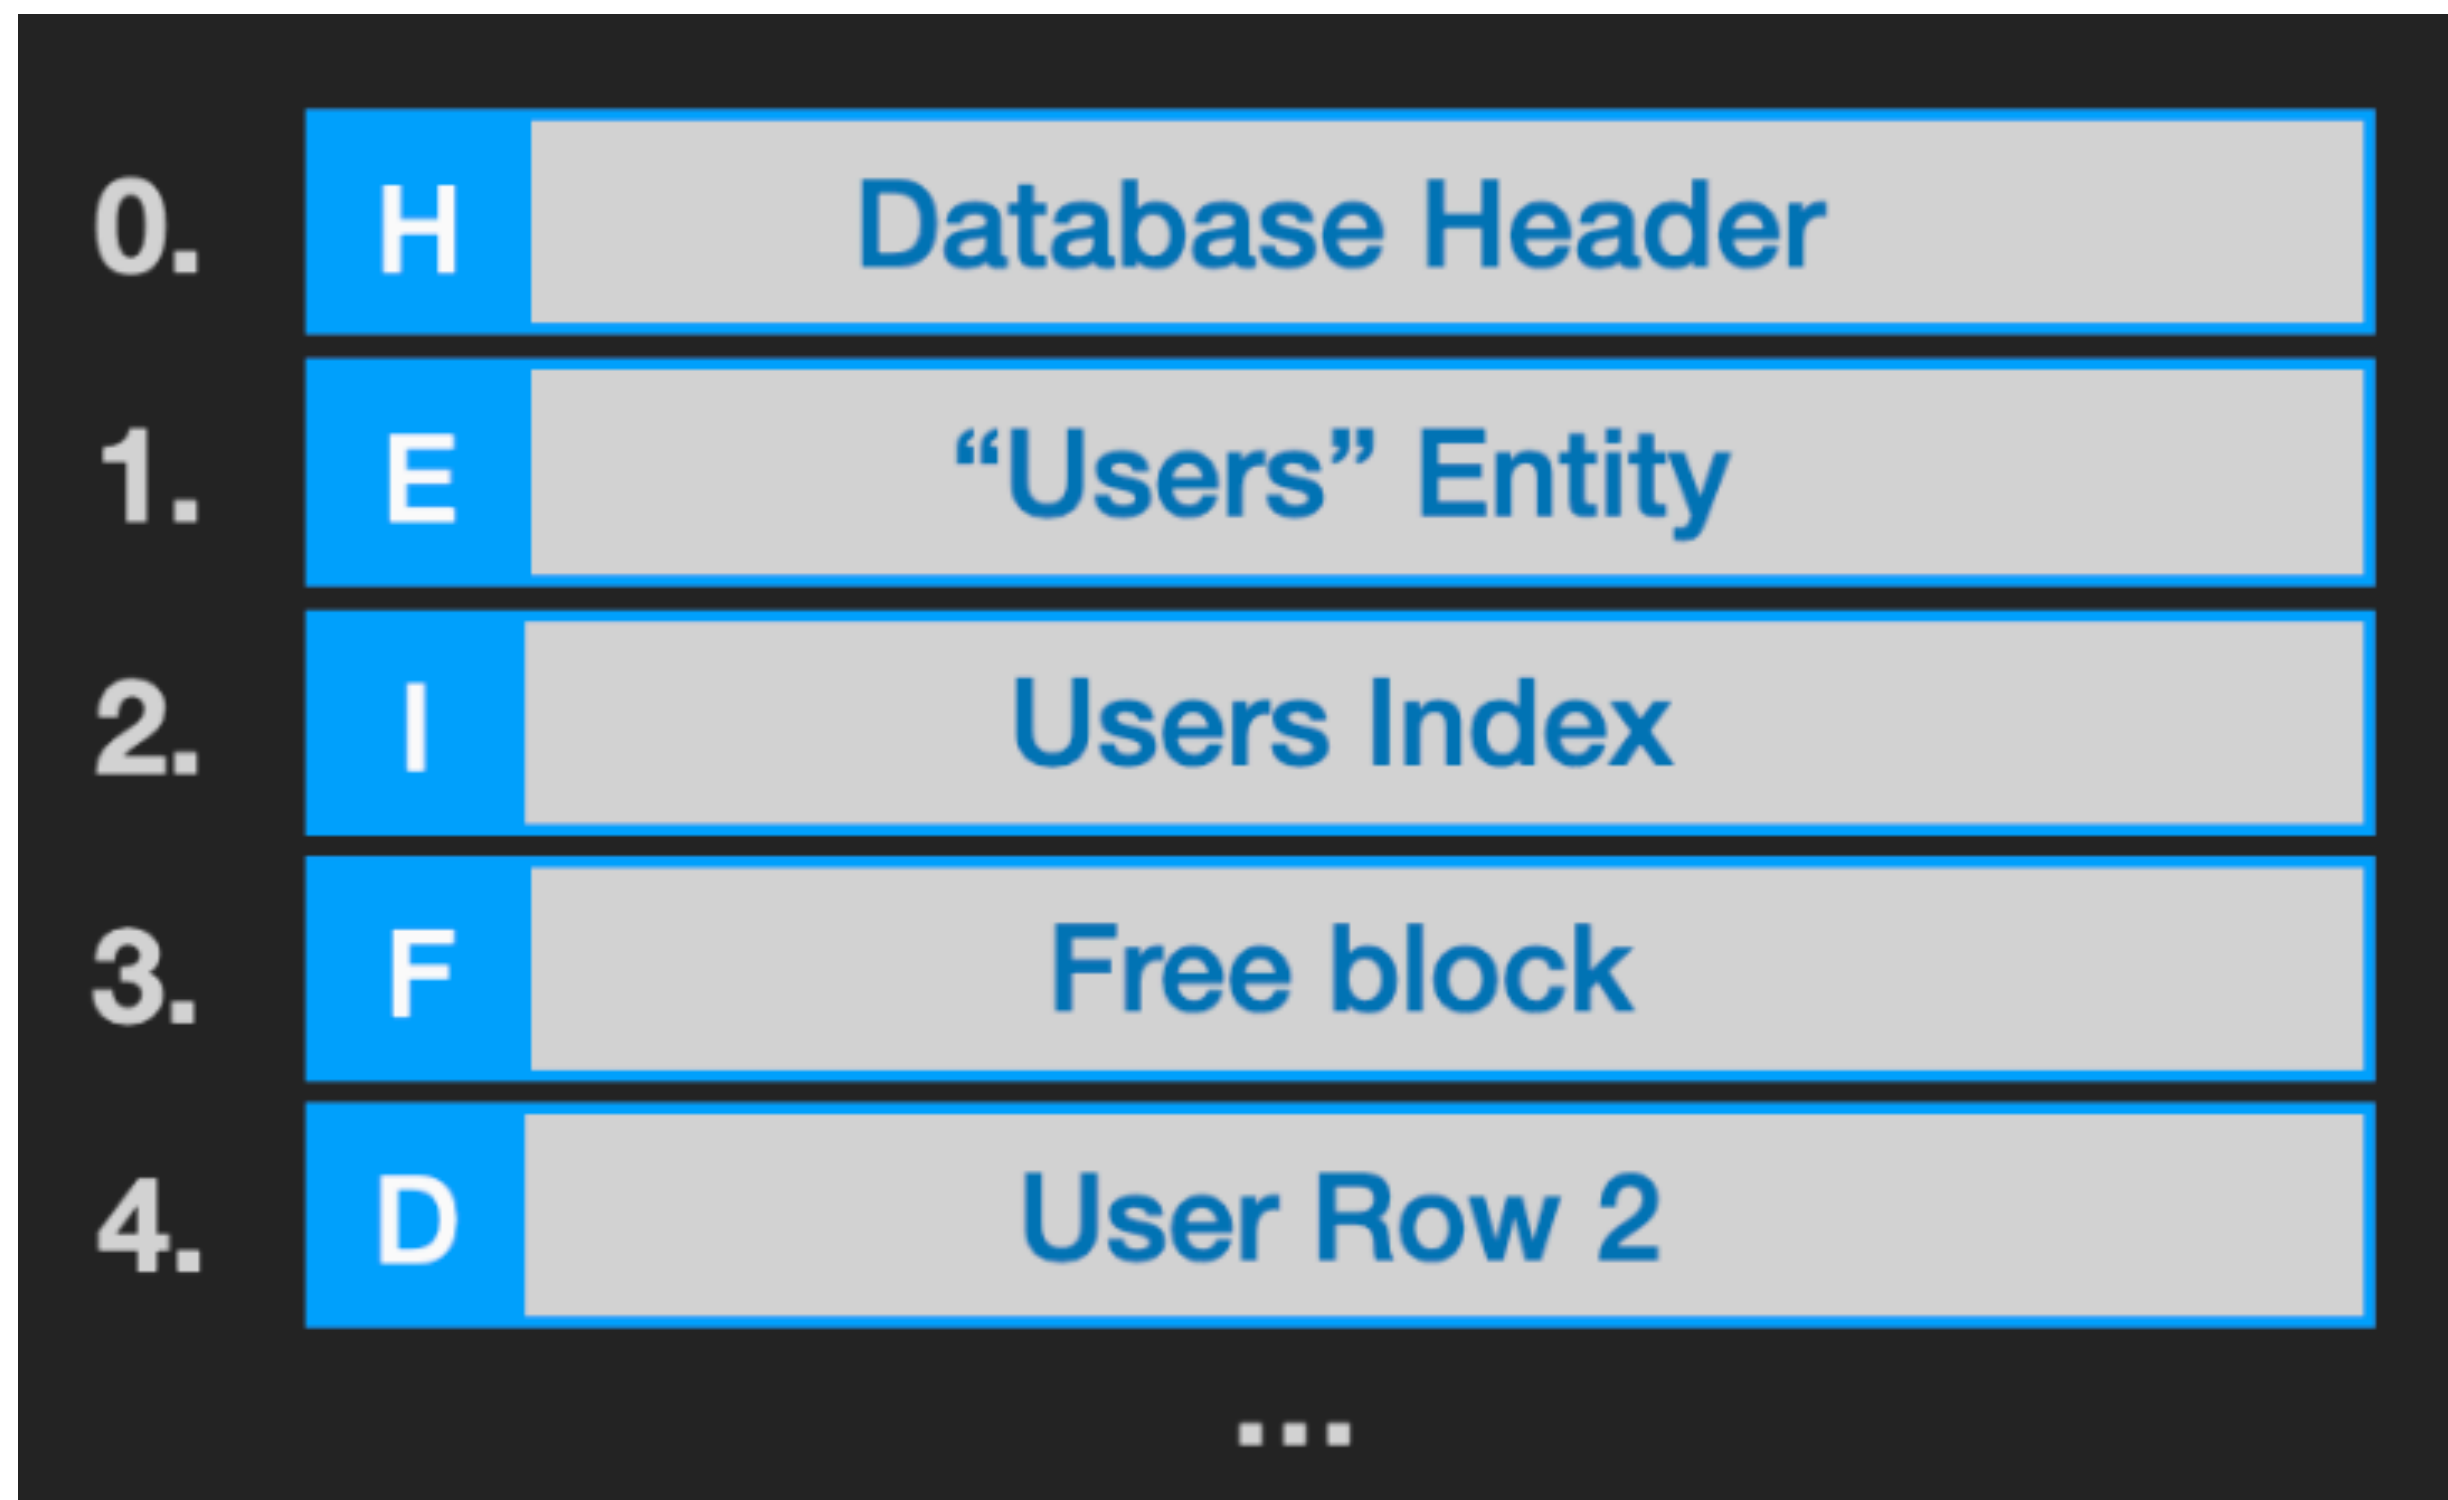 0. H Database Header
1. E “Users” Entity
2. I Users Index
3. F Free block
4. D User Row 2
...